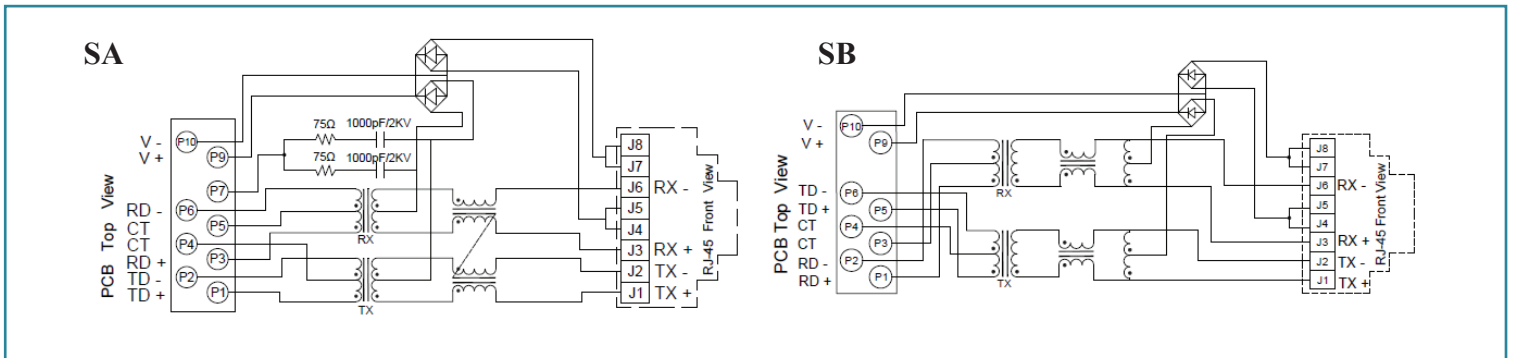 SA
V -
V +
RD -
CT
CT
RD +
TD -
TD +
PCB Top View
P10
P9
P7
P6
P5
P4
P3
P2
P1
75Ω 1000pF/2KV
75Ω 1000pF/2KV
RX
TX
J8
J7
J6 RX -
J5
J4
J3 RX +
J2 TX -
J1 TX +
RJ-45 Front View
SB
V -
V +
TD -
TD +
CT
CT
RD -
RD +
PCB Top View
P10
P9
P6
P5
P4
P3
P2
P1
RX
TX
J8
J7
J6 RX -
J5
J4
J3 RX +
J2 TX -
J1 TX +
RJ-45 Front View